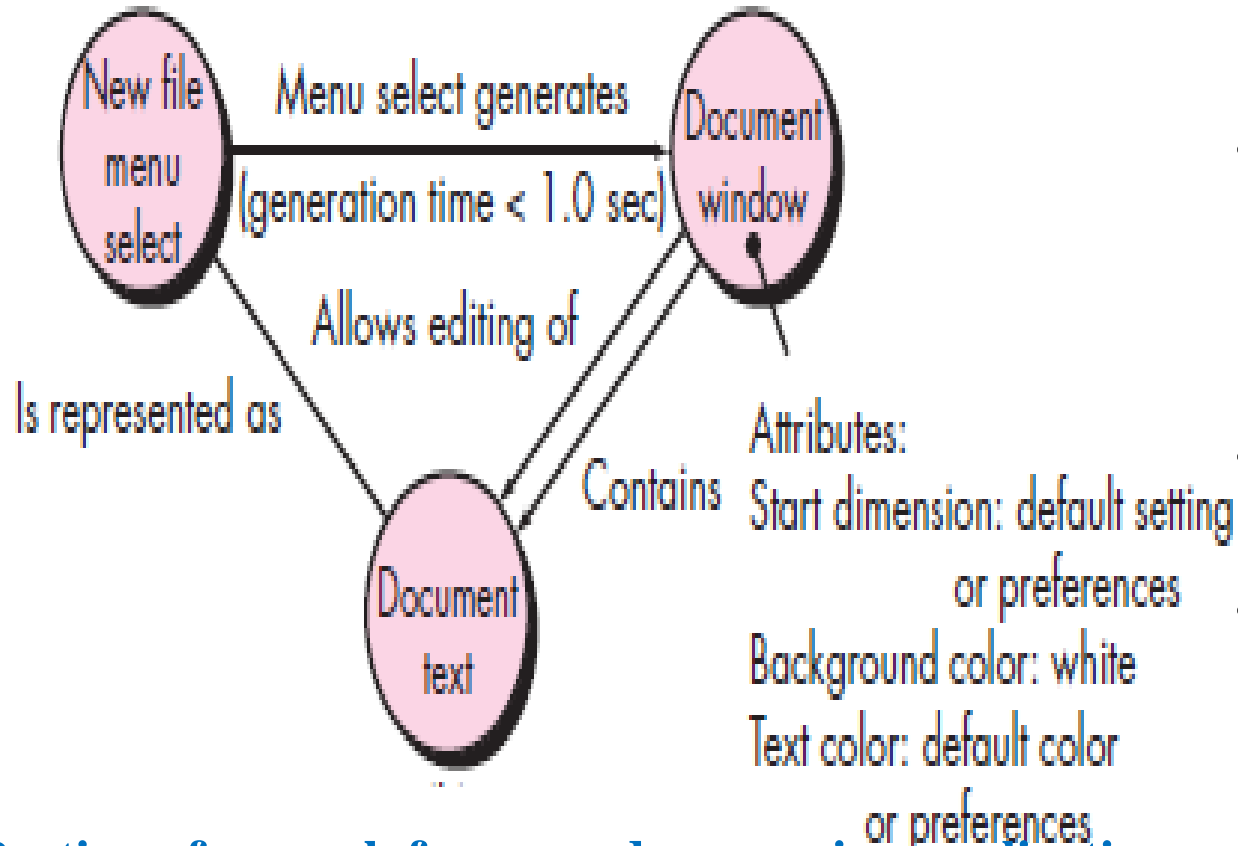 New file
menu
select
Menu select generates
(generation time < 1.0 sec)
Document
window
Allows editing of
Is represented as
Contains
Document
text
Attributes:
Start dimension: default setting
or preferences
Background color: white
Text color: default color
or preferences